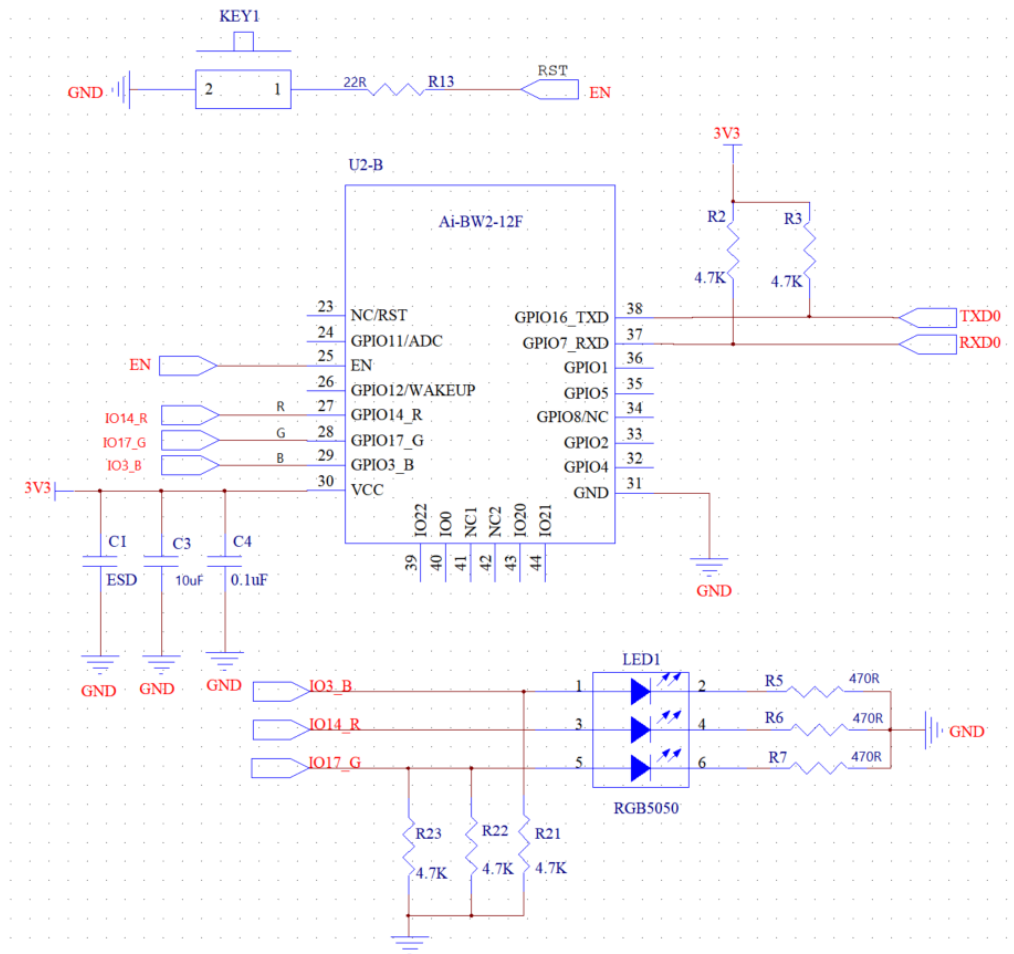 KEY1
GND
2
1
22R
R13
RST
EN
3V3
U2-B
Ai-BW2-12F
R2
R3
4.7K
4.7K
23
NC/RST
24
GPIO11/ADC
EN
25
EN
26
GPIO12/WAKEUP
IO14_R
R
27
GPIO14_R
IO17_G
G
28
GPIO17_G
IO3_B
B
29
GPIO3_B
3V3
30
VCC
GPIO16_TXD
38
TXD0
GPIO7_RXD
37
RXD0
GPIO1
36
GPIO5
35
GPIO8/NC
34
GPIO2
33
GPIO4
32
GND
31
IO22
IO0
NC1
NC2
IO20
IO21
39
40
41
42
43
44
C1
ESD
C3
10uF
C4
0.1uF
GND
GND
GND
GND
LED1
IO3_B
1
2
R5
470R
IO14_R
3
4
R6
470R
GND
IO17_G
5
6
R7
470R
RGB5050
R23
4.7K
R22
4.7K
R21
4.7K